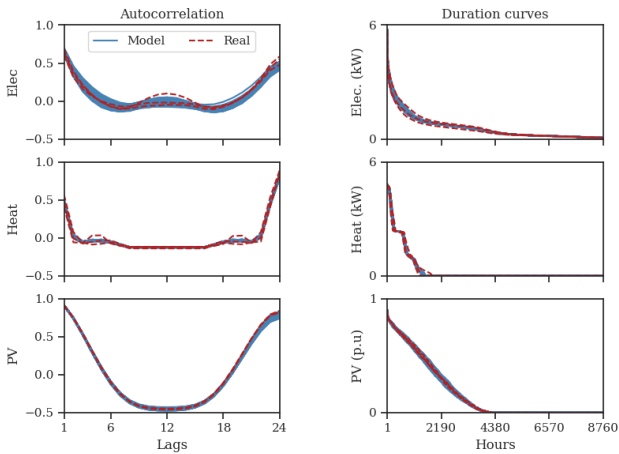 Autocorrelation
Duration curves
Model
Real
1.0
0.5
0.0
−0.5
Elec
6
0
Elec. (kW)
1.0
0.5
0.0
−0.5
Heat
6
0
Heat (kW)
1.0
0.5
0.0
−0.5
PV
1
6
12
18
24
Lags
1
0
PV (p.u)
1
2190
4380
6570
8760
Hours